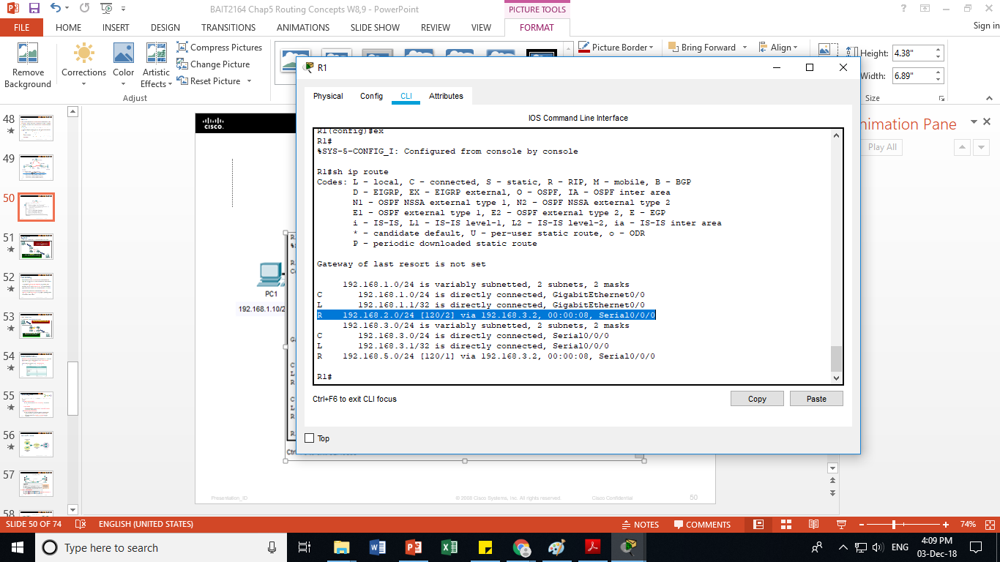 BAIT2164 Chap5 Routing Concepts W8,9 - PowerPoint
PICTURE TOOLS
Sign in
FILE
HOME
INSERT
DESIGN
TRANSITIONS
ANIMATIONS
SLIDE SHOW
REVIEW
VIEW
FORMAT
Remove Background
Corrections
Color
Artistic Effects
Compress Pictures
Change Picture
Reset Picture
Adjust
Picture Border
Bring Forward
Align
Height: 4.38"
Width: 6.89"
Size
R1
Physical Config CLI Attributes
IOS Command Line Interface
R1(config)#ex
R1#
%SYS-5-CONFIG_I: Configured from console by console
R1#sh ip route
Codes: L - local, C - connected, S - static, R - RIP, M - mobile, B - BGP
D - EIGRP, EX - EIGRP external, O - OSPF, IA - OSPF inter area
N1 - OSPF NSSA external type 1, N2 - OSPF NSSA external type 2
E1 - OSPF external type 1, E2 - OSPF external type 2, E - EGP
i - IS-IS, L1 - IS-IS level-1, L2 - IS-IS level-2, ia - IS-IS inter area
* - candidate default, U - per-user static route, o - ODR
P - periodic downloaded static route
Gateway of last resort is not set
192.168.1.0/24 is variably subnetted, 2 subnets, 2 masks
C 192.168.1.0/24 is directly connected, GigabitEthernet0/0
L 192.168.1.1/32 is directly connected, GigabitEthernet0/0
R 192.168.2.0/24 [120/2] via 192.168.3.2, 00:00:08, Serial0/0/0
192.168.3.0/24 is variably subnetted, 2 subnets, 2 masks
C 192.168.3.0/24 is directly connected, Serial0/0/0
L 192.168.3.1/32 is directly connected, Serial0/0/0
R 192.168.5.0/24 [120/1] via 192.168.3.2, 00:00:08, Serial0/0/0
R1#
Ctrl+F6 to exit CLI focus
Copy
Paste
Top
nimation Pane
Play All
48
49
50
51
52
53
54
55
56
57
58
CISCO.
PC1
192.168.1.10/2
Presentation_ID
© 2008 Cisco Systems, Inc. All rights reserved.
Cisco Confidential
50
SLIDE 50 OF 74
ENGLISH (UNITED STATES)
NOTES
COMMENTS
74%
Type here to search
ENG
4:09 PM
03-Dec-18